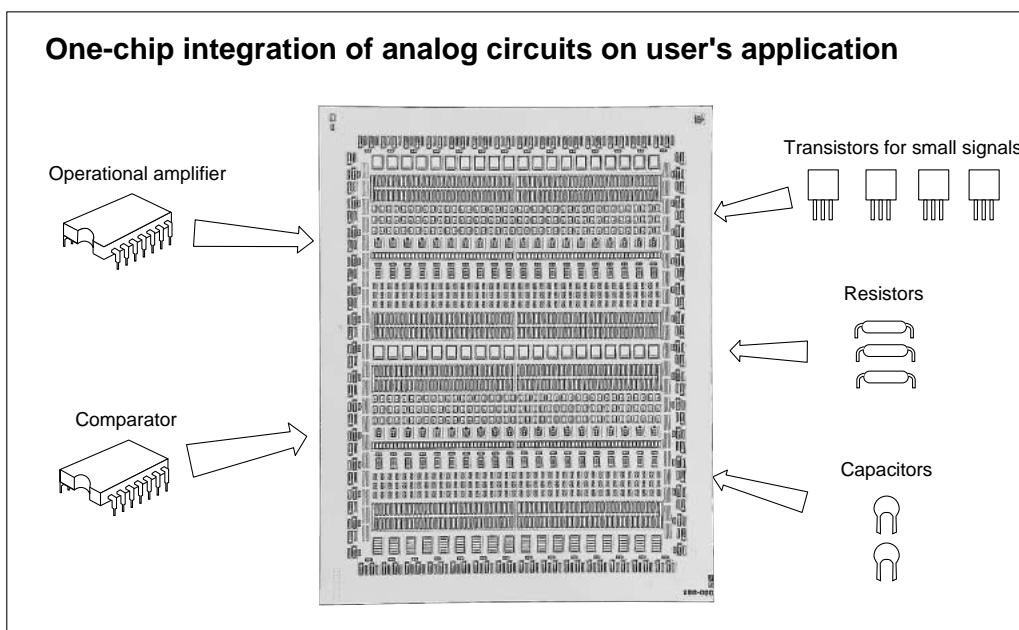 One-chip integration of analog circuits on user's application
Operational amplifier
Transistors for small signals
Resistors
Comparator
Capacitors